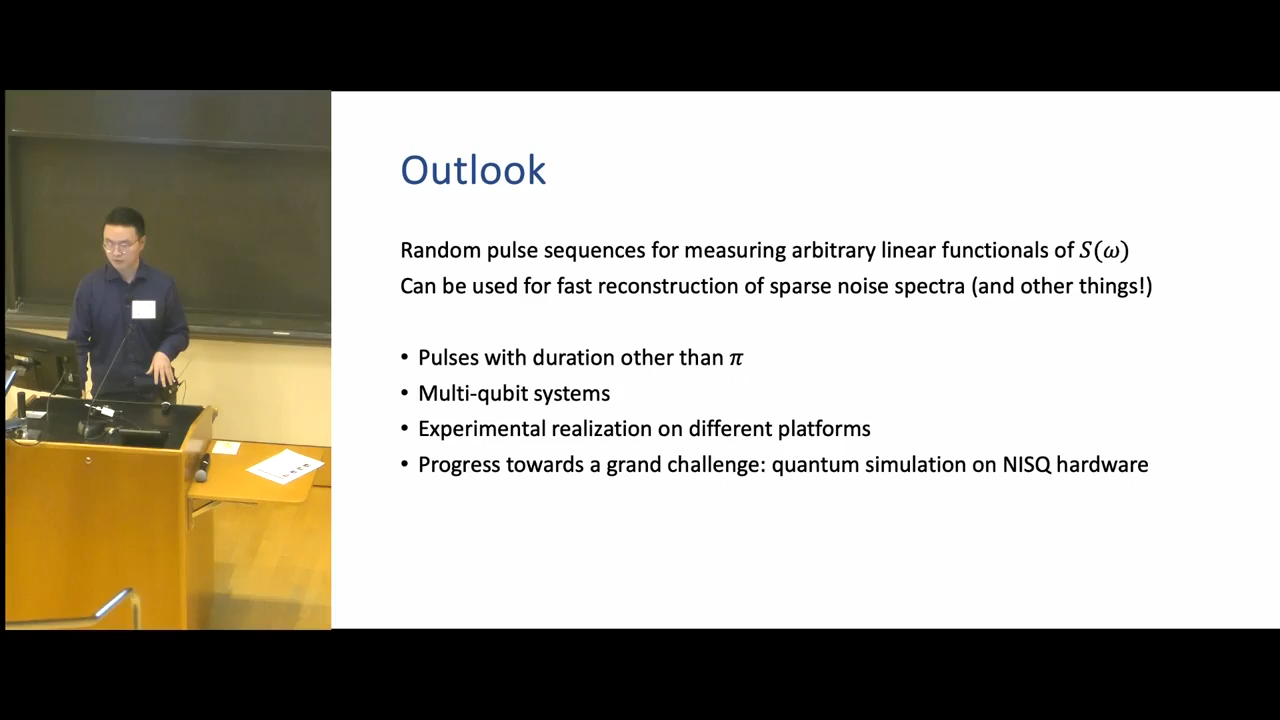 Outlook
Random pulse sequences for measuring arbitrary linear functionals of S(ω)
Can be used for fast reconstruction of sparse noise spectra (and other things!)
• Pulses with duration other than π
• Multi-qubit systems
• Experimental realization on different platforms
• Progress towards a grand challenge: quantum simulation on NISQ hardware